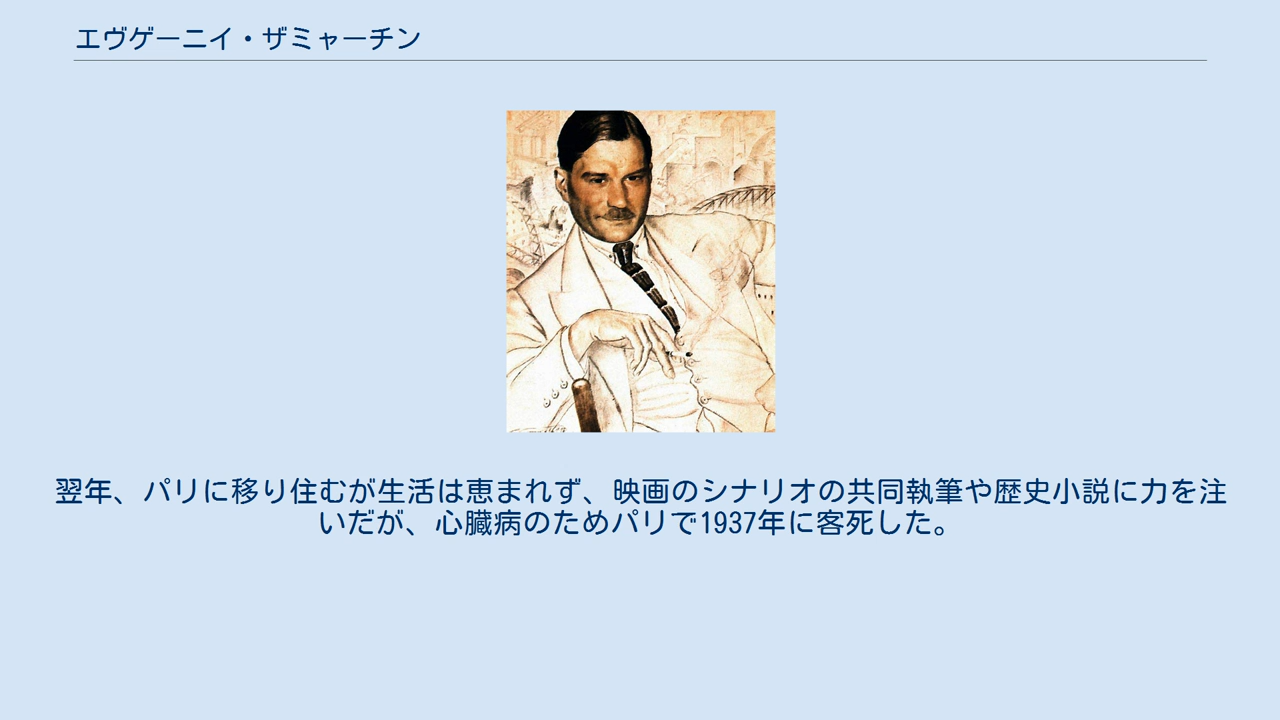 エヴゲーニイ・ザミャーチン
翌年、パリに移り住むが生活は恵まれず、映画のシナリオの共同執筆や歴史小説に力を注
いだが、心臓病のためパリで1937年に客死した。